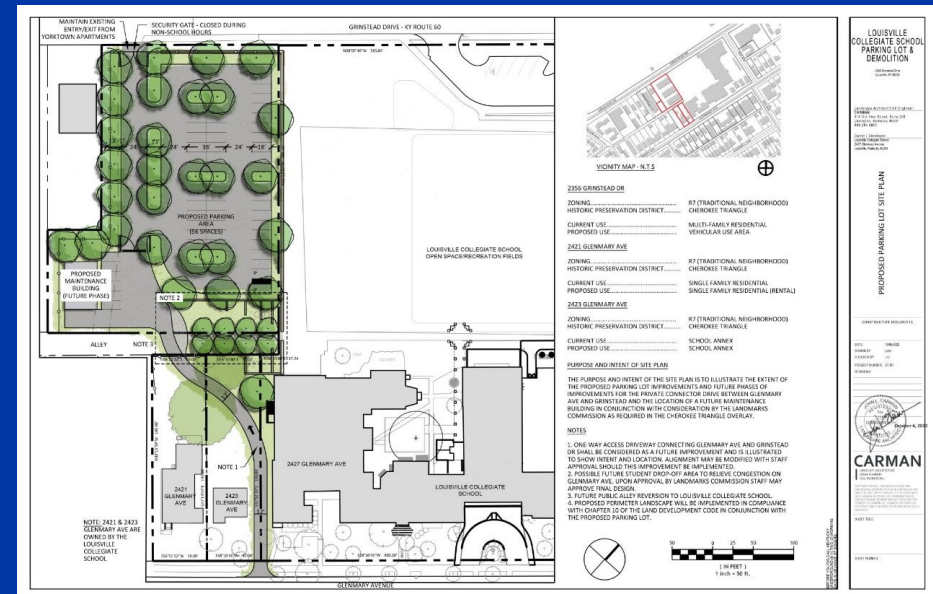 MAINTAIN EXISTING
ENTRY/EXIT FROM
YORKTOWN APARTMENTS
SECURITY GATE - CLOSED DURING
NON-SCHOOL HOURS
GRINSTEAD DRIVE - KY ROUTE 60
24'
36'
24'
18'
PROPOSED PARKING
AREA
(56 SPACES)
PROPOSED
MAINTENANCE
BUILDING
(FUTURE PHASE)
NOTE 2
ALLEY
NOTE 3
LOUISVILLE COLLEGIATE SCHOOL
OPEN SPACE/RECREATION FIELDS
NOTE 1
2421
GLENMARY
AVE
2423
GLENMARY
AVE
2427 GLENMARY AVE
LOUISVILLE COLLEGIATE
SCHOOL
NOTE: 2421 & 2423
GLENMARY AVE ARE
OWNED BY THE
LOUISVILLE
COLLEGIATE
SCHOOL
GLENMARY AVENUE
VICINITY MAP - N.T.S
2356 GRINSTEAD DR
ZONING R7 (TRADITIONAL NEIGHBORHOOD)
HISTORIC PRESERVATION DISTRICT CHEROKEE TRIANGLE
CURRENT USE MULTI-FAMILY RESIDENTIAL
PROPOSED USE VEHICULAR USE AREA
2421 GLENMARY AVE
ZONING R7 (TRADITIONAL NEIGHBORHOOD)
HISTORIC PRESERVATION DISTRICT CHEROKEE TRIANGLE
CURRENT USE SINGLE FAMILY RESIDENTIAL
PROPOSED USE SINGLE FAMILY RESIDENTIAL (RENTAL)
2423 GLENMARY AVE
ZONING R7 (TRADITIONAL NEIGHBORHOOD)
HISTORIC PRESERVATION DISTRICT CHEROKEE TRIANGLE
CURRENT USE SCHOOL ANNEX
PROPOSED USE SCHOOL ANNEX
PURPOSE AND INTENT OF SITE PLAN
THE PURPOSE AND INTENT OF THE SITE PLAN IS TO ILLUSTRATE THE EXTENT OF
THE PROPOSED PARKING LOT IMPROVEMENTS AND FUTURE PHASES OF
IMPROVEMENTS FOR THE PRIVATE CONNECTOR DRIVE BETWEEN GLENMARY
AVE AND GRINSTEAD AND THE LOCATION OF A FUTURE MAINTENANCE
BUILDING IN CONJUNCTION WITH CONSIDERATION BY THE LANDMARKS
COMMISSION AS REQUIRED IN THE CHEROKEE TRIANGLE OVERLAY.
NOTES
1. ONE-WAY ACCESS DRIVEWAY CONNECTING GLENMARY AVE AND GRINSTEAD
DR SHALL BE CONSIDERED AS A FUTURE IMPROVEMENT AND IS ILLUSTRATED
TO SHOW INTENT AND LOCATION. ALIGNMENT MAY BE MODIFIED WITH STAFF
APPROVAL SHOULD THIS IMPROVEMENT BE IMPLEMENTED.
2. POSSIBLE FUTURE STUDENT DROP-OFF AREA TO RELIEVE CONGESTION ON
GLENMARY AVE. UPON APPROVAL BY LANDMARKS COMMISSION STAFF MAY
APPROVE FINAL DESIGN.
3. FUTURE PUBLIC ALLEY REVERSION TO LOUISVILLE COLLEGIATE SCHOOL.
4. PROPOSED PERIMETER LANDSCAPE WILL BE IMPLEMENTED IN COMPLIANCE
WITH CHAPTER 10 OF THE LAND DEVELOPMENT CODE IN CONJUNCTION WITH
THE PROPOSED PARKING LOT.
50 0 25 50 100
( IN FEET )
1 inch = 50 ft.
LOUISVILLE
COLLEGIATE SCHOOL
PARKING LOT &
DEMOLITION
PROPOSED PARKING LOT SITE PLAN
CONSTRUCTION DOCUMENTS
October 6, 2022
CARMAN
SHEET TITLE: